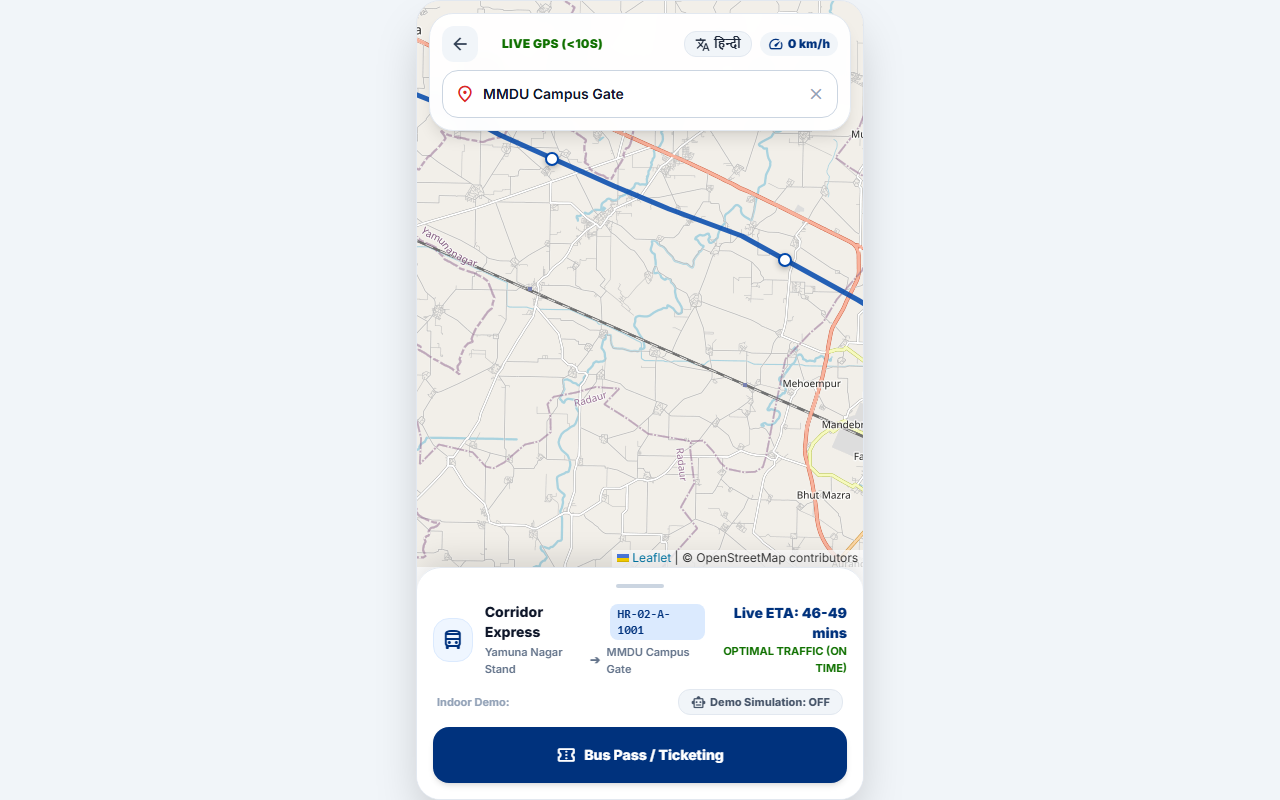 LIVE GPS (<10S)
हिन्दी
0 km/h
MMDU Campus Gate
Yamunanagar
Radaur
Radaur
Mehoempur
Bhut Mazra
Leaflet | © OpenStreetMap contributors
Corridor
Express
HR-02-A-
1001
Live ETA: 46-49
mins
Yamuna Nagar
Stand
➔
MMDU Campus
Gate
OPTIMAL TRAFFIC (ON
TIME)
Indoor Demo:
Demo Simulation: OFF
Bus Pass / Ticketing